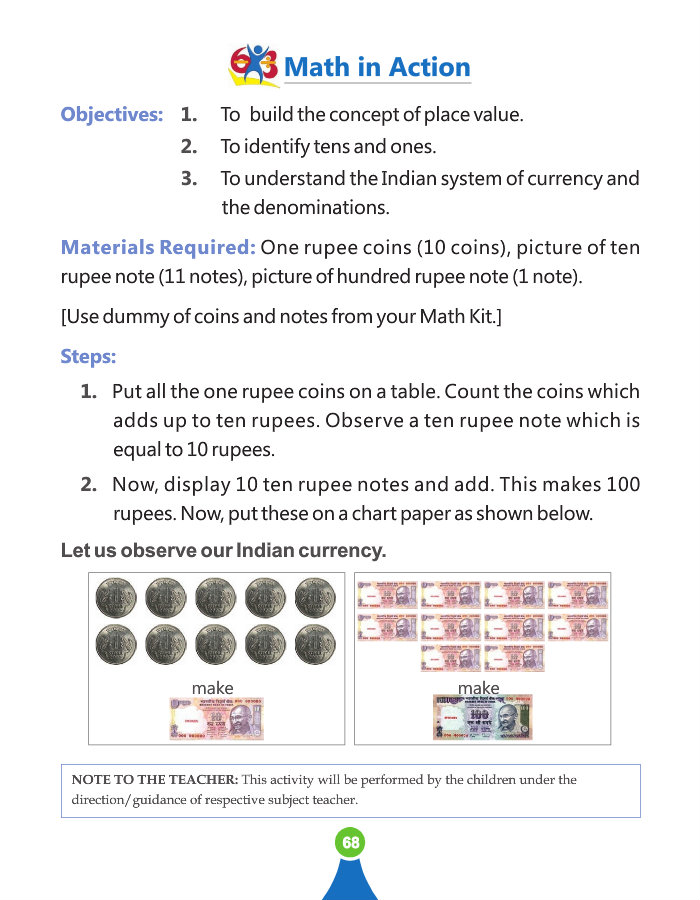 Math in Action
Objectives: 1. To build the concept of place value.
2. To identify tens and ones.
3. To understand the Indian system of currency and
the denominations.
Materials Required: One rupee coins (10 coins), picture of ten
rupee note (11 notes), picture of hundred rupee note (1 note).
[Use dummy of coins and notes from your Math Kit.]
Steps:
1. Put all the one rupee coins on a table. Count the coins which
adds up to ten rupees. Observe a ten rupee note which is
equal to 10 rupees.
2. Now, display 10 ten rupee notes and add. This makes 100
rupees. Now, put these on a chart paper as shown below.
Let us observe our Indian currency.
make
make
100
NOTE TO THE TEACHER: This activity will be performed by the children under the
direction/guidance of respective subject teacher.
68